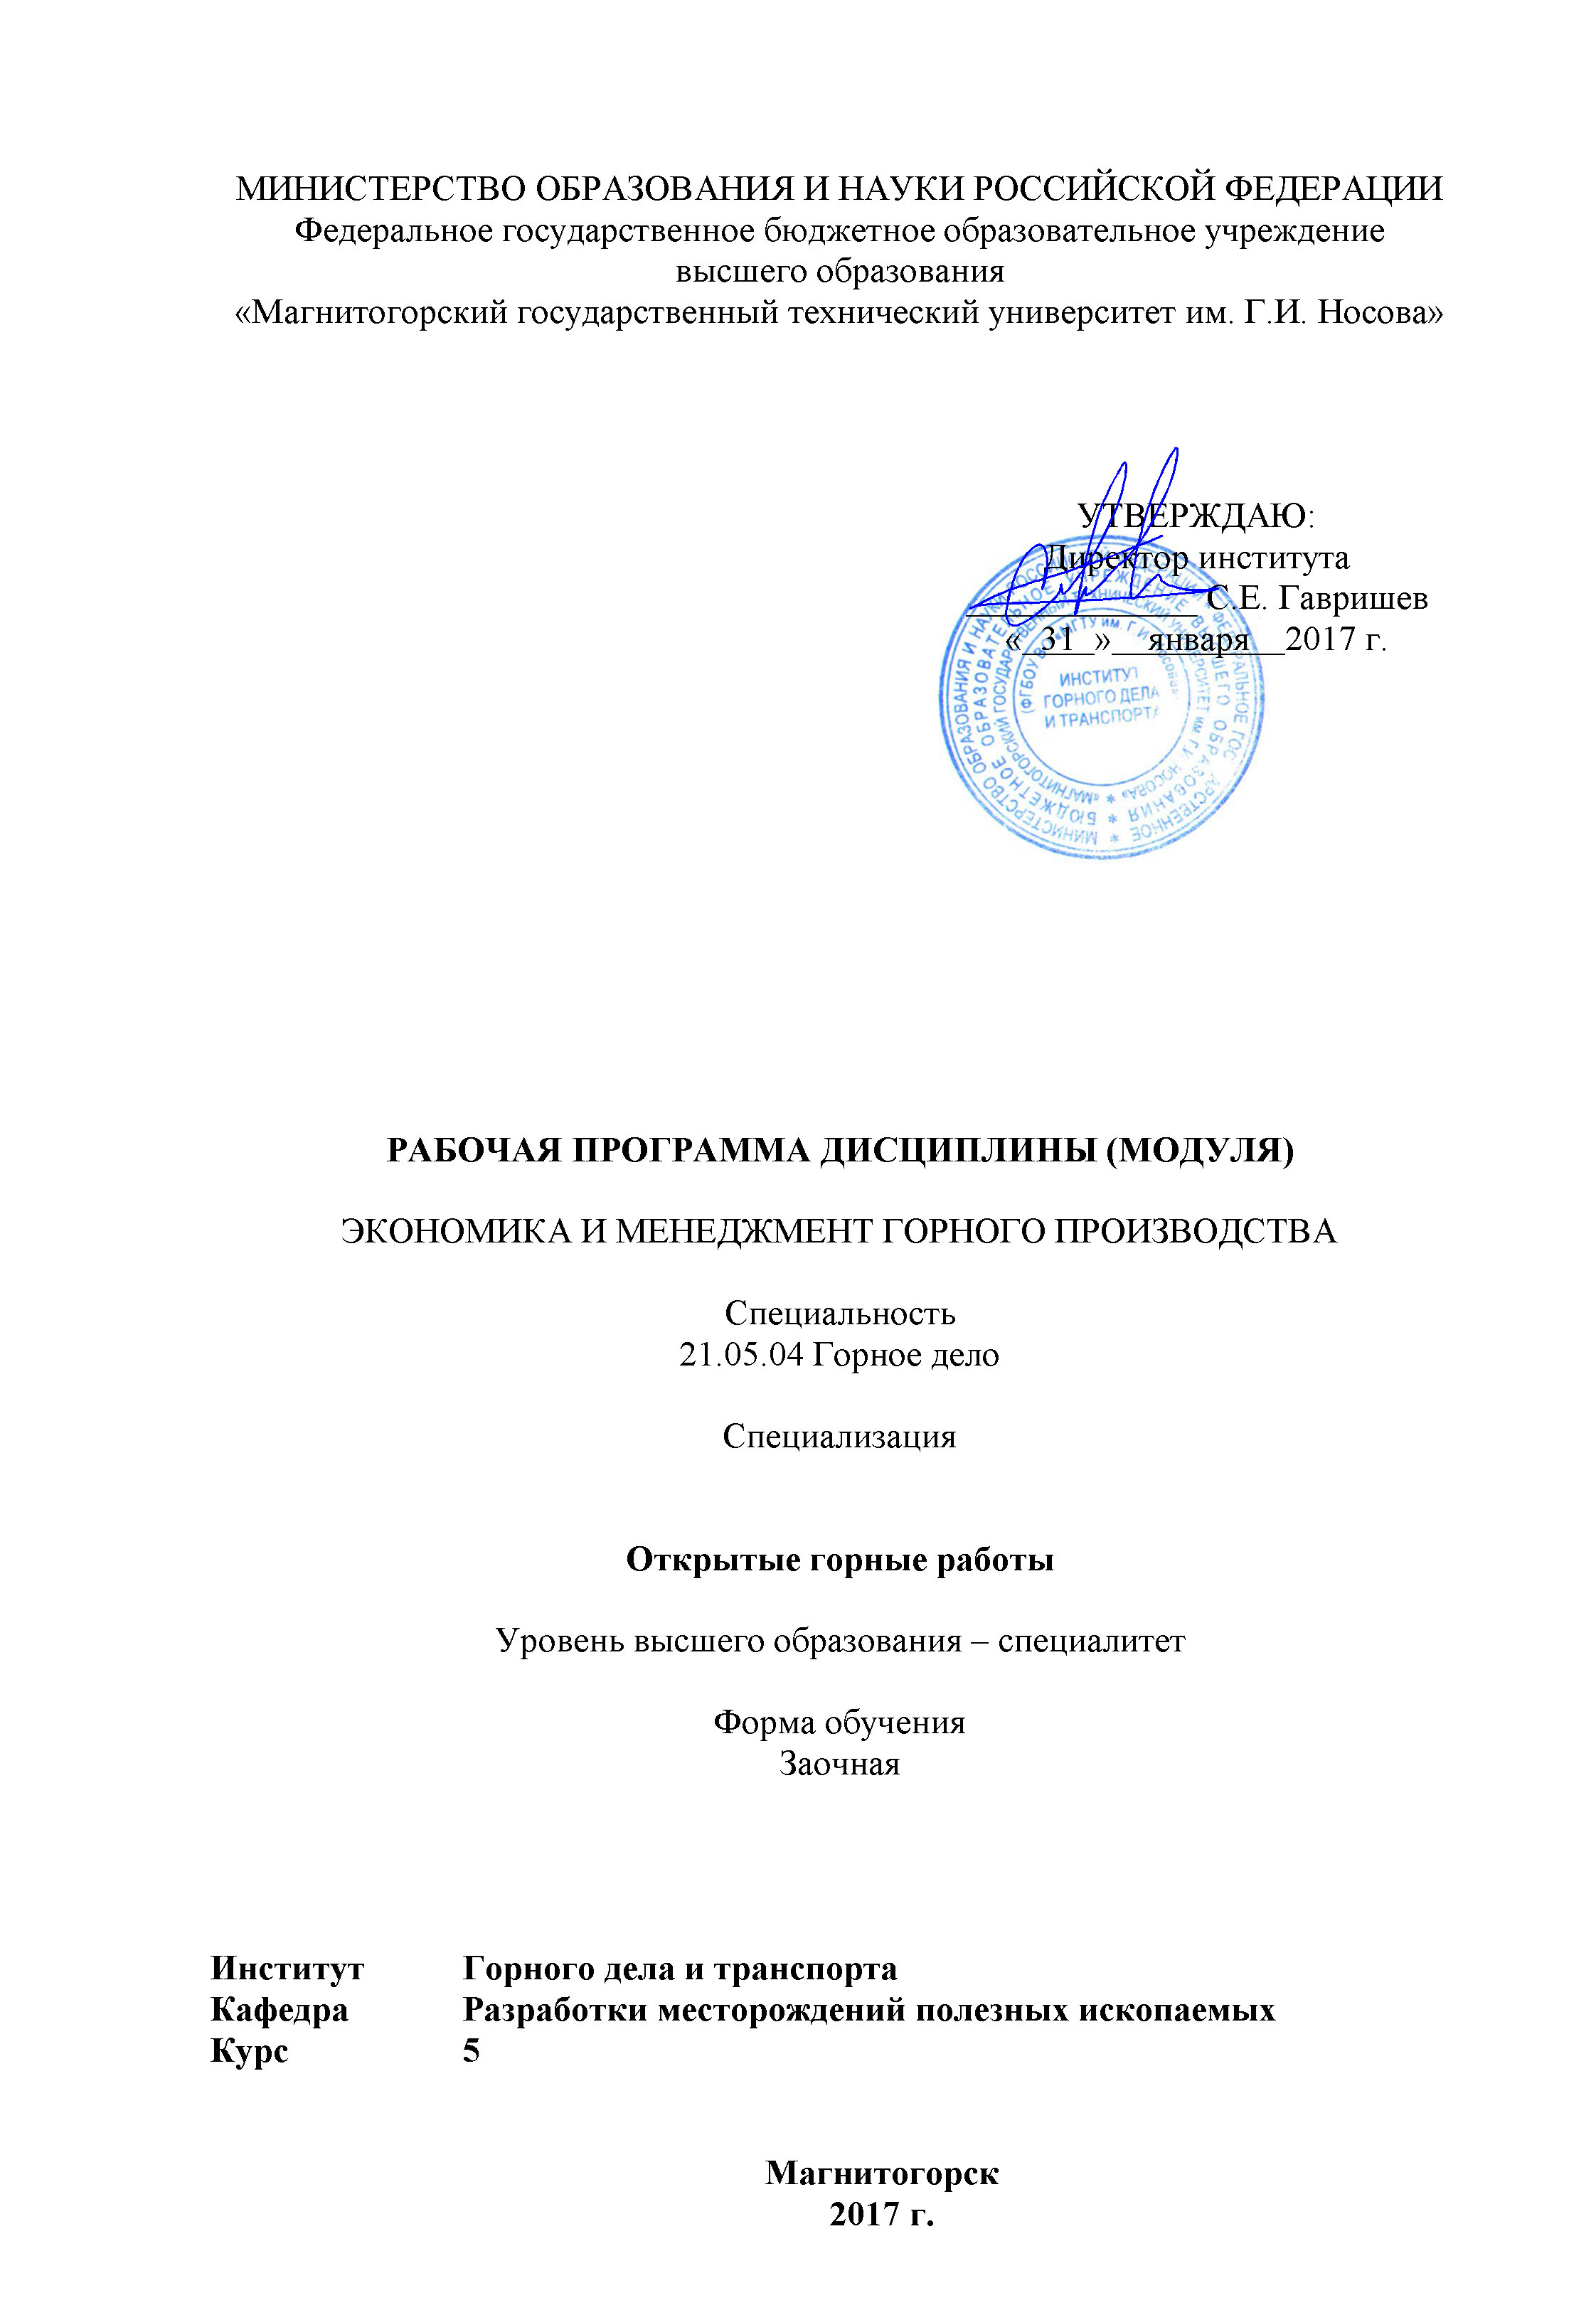 МИНИСТЕРСТВО ОБРАЗОВАНИЯ И НАУКИ РОССИЙСКОЙ ФЕДЕРАЦИИ
Федеральное государственное бюджетное образовательное учреждение
высшего образования
«Магнитогорский государственный технический университет им. Г.И. Носова»
УТВЕРЖДАЮ:
Директор института
С.Е. Гавришев
«_31_»__января__2017 г.
ИНСТИТУТ
ГОРНОГО ДЕЛА
И ТРАНСПОРТА
РАБОЧАЯ ПРОГРАММА ДИСЦИПЛИНЫ (МОДУЛЯ)
ЭКОНОМИКА И МЕНЕДЖМЕНТ ГОРНОГО ПРОИЗВОДСТВА
Специальность
21.05.04 Горное дело
Специализация
Открытые горные работы
Уровень высшего образования – специалитет
Форма обучения
Заочная
Институт Горного дела и транспорта
Кафедра Разработки месторождений полезных ископаемых
Курс 5
Магнитогорск
2017 г.